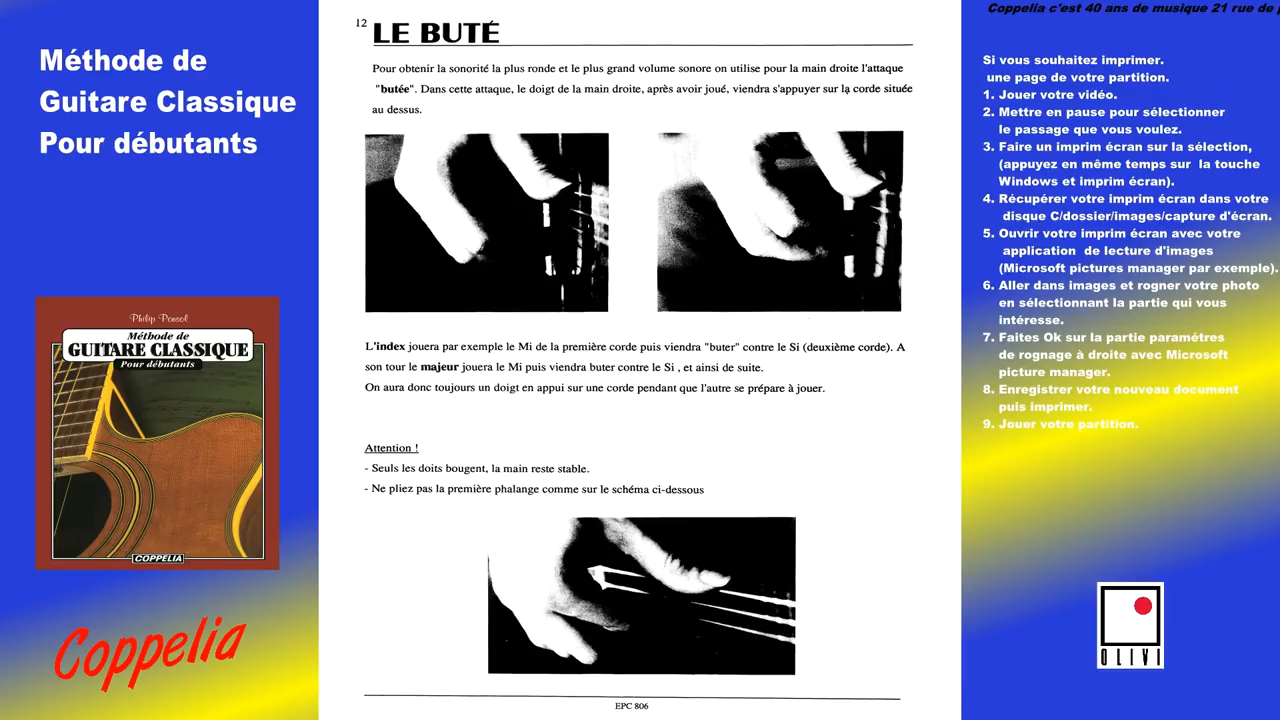 Coppelia c'est 40 ans de musique 21 rue de
Méthode de
Guitare Classique
Pour débutants
Philip Pensol
Méthode de
GUITARE CLASSIQUE
Pour débutants
COPPELIA
Coppelia
12
LE BUTÉ
Pour obtenir la sonorité la plus ronde et le plus grand volume sonore on utilise pour la main droite l'attaque
"butée". Dans cette attaque, le doigt de la main droite, après avoir joué, viendra s'appuyer sur la corde située
au dessus.
L'index jouera par exemple le Mi de la première corde puis viendra "buter" contre le Si (deuxième corde). A
son tour le majeur jouera le Mi puis viendra buter contre le Si , et ainsi de suite.
On aura donc toujours un doigt en appui sur une corde pendant que l'autre se prépare à jouer.
Attention !
- Seuls les doits bougent, la main reste stable.
- Ne pliez pas la première phalange comme sur le schéma ci-dessous
EPC 806
Si vous souhaitez imprimer.
une page de votre partition.
1. Jouer votre vidéo.
2. Mettre en pause pour sélectionner
le passage que vous voulez.
3. Faire un imprim écran sur la sélection,
(appuyez en même temps sur la touche
Windows et imprim écran).
4. Récupérer votre imprim écran dans votre
disque C/dossier/images/capture d'écran.
5. Ouvrir votre imprim écran avec votre
application de lecture d'images
(Microsoft pictures manager par exemple).
6. Aller dans images et rogner votre photo
en sélectionnant la partie qui vous
intéresse.
7. Faites Ok sur la partie paramétres
de rognage à droite avec Microsoft
picture manager.
8. Enregistrer votre nouveau document
puis imprimer.
9. Jouer votre partition.
OLIVI